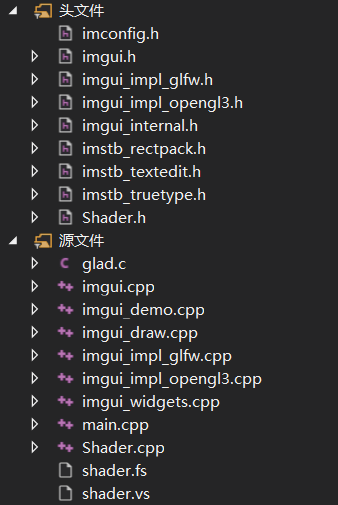 头文件
imconfig.h
imgui.h
imgui_impl_glfw.h
imgui_impl_opengl3.h
imgui_internal.h
imstb_rectpack.h
imstb_textedit.h
imstb_truetype.h
Shader.h
源文件
glad.c
imgui.cpp
imgui_demo.cpp
imgui_draw.cpp
imgui_impl_glfw.cpp
imgui_impl_opengl3.cpp
imgui_widgets.cpp
main.cpp
Shader.cpp
shader.fs
shader.vs